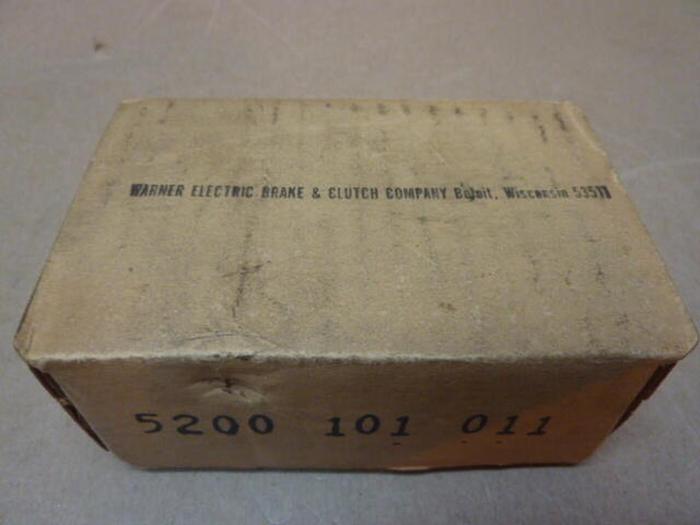 WARNER ELECTRIC BRAKE & CLUTCH COMPANY Beloit, Wisconsin 53511
5200 101 011